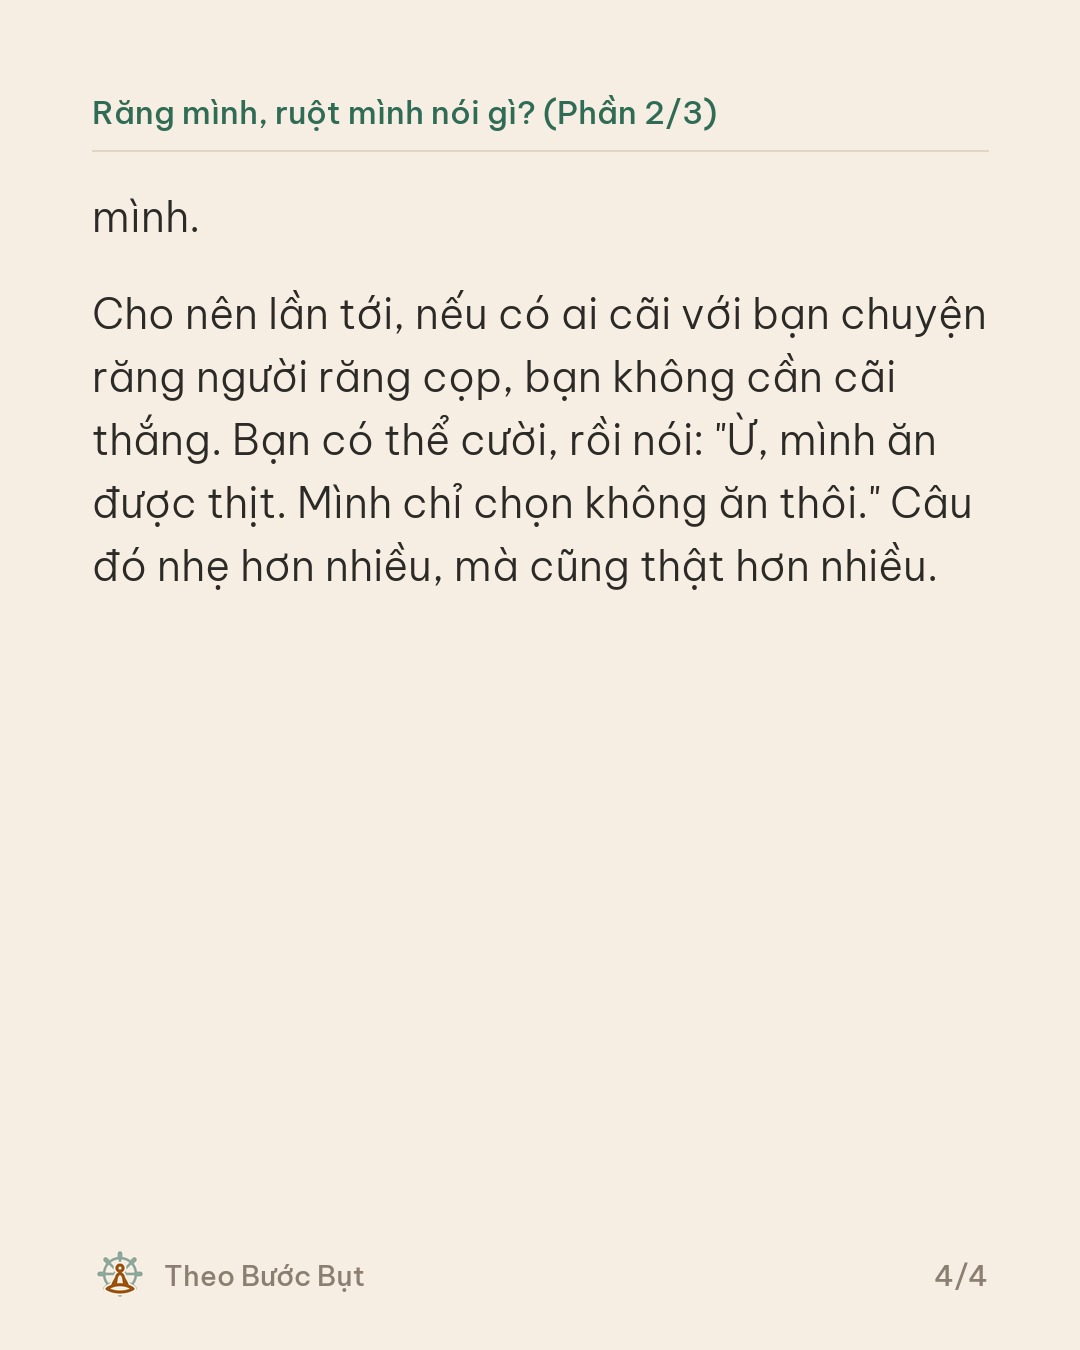 Răng mình, ruột mình nói gì? (Phần 2/3)
mình.
Cho nên lần tới, nếu có ai cãi với bạn chuyện
răng người răng cọp, bạn không cần cãi
thắng. Bạn có thể cười, rồi nói: "Ừ, mình ăn
được thịt. Mình chỉ chọn không ăn thôi." Câu
đó nhẹ hơn nhiều, mà cũng thật hơn nhiều.
Theo Bước Bụt
4/4